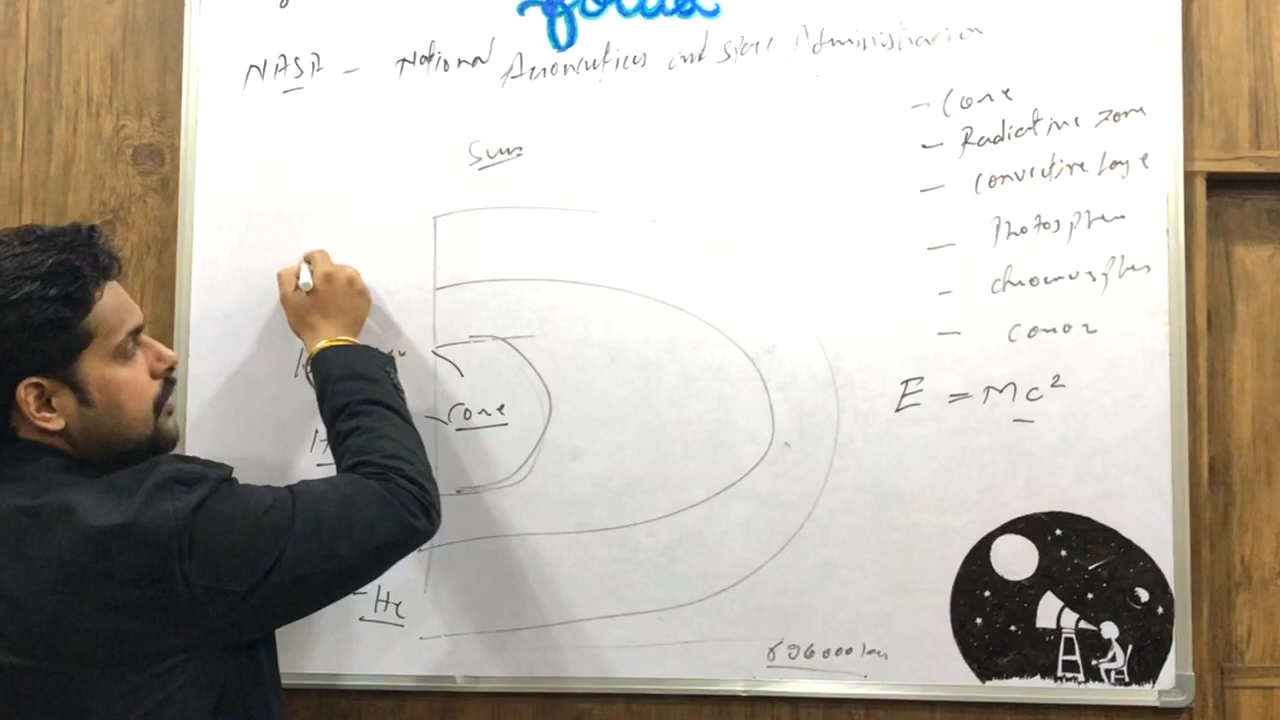 NASA - National Aeronautics and Space Administration
Sun
- Core
- Radiative zone
- Convective Laye
- Photosphere
- chromosphere
- Corona
E = Mc²
Core
- He
696000 km